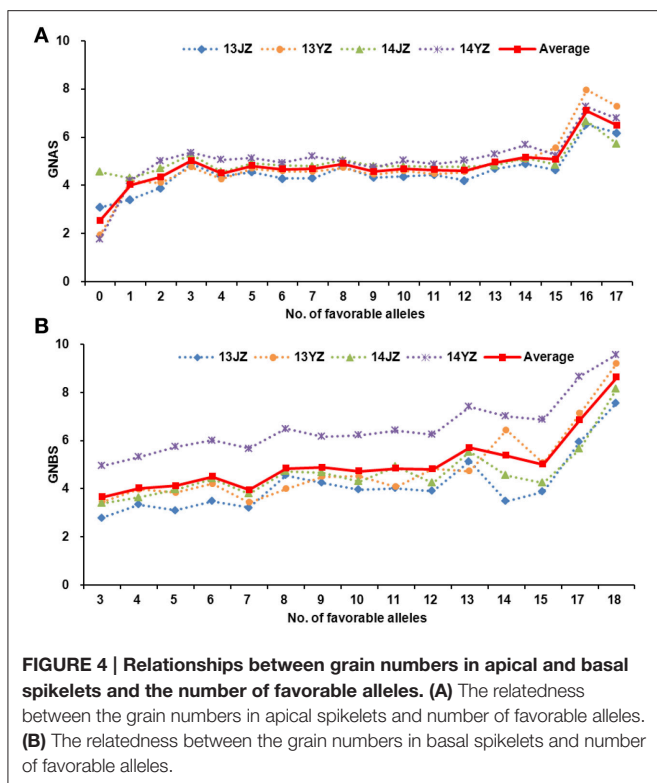 A
10
8
6
4
2
0
GNAS
13JZ 13YZ 14JZ 14YZ Average
0 1 2 3 4 5 6 7 8 9 10 11 12 13 14 15 16 17
No. of favorable alleles
B
10
8
6
4
2
0
GNBS
13JZ 13YZ 14JZ 14YZ Average
3 4 5 6 7 8 9 10 11 12 13 14 15 17 18
No. of favorable alleles
FIGURE 4 | Relationships between grain numbers in apical and basal
spikelets and the number of favorable alleles. (A) The relatedness
between the grain numbers in apical spikelets and number of favorable alleles.
(B) The relatedness between the grain numbers in basal spikelets and number
of favorable alleles.